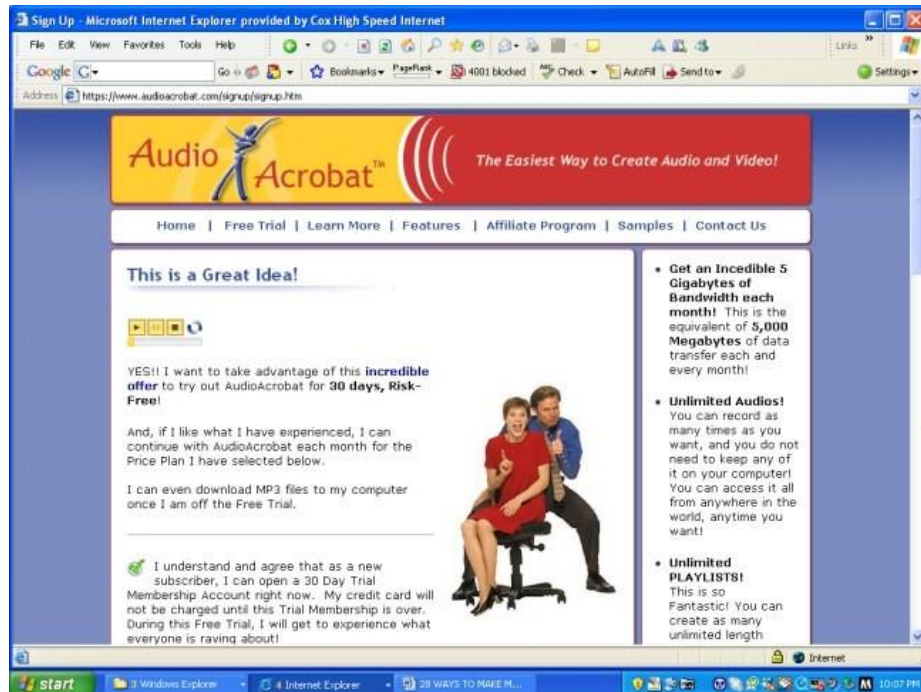 Sign Up - Microsoft Internet Explorer provided by Cox High Speed Internet
File Edit View Favorites Tools Help Links »
Google G Go Bookmarks PageRank 4001 blocked Check AutoFill Send to Settings
Address https://www.audioacrobat.com/signup/signup.htm
Audio Acrobat™
The Easiest Way to Create Audio and Video!
Home | Free Trial | Learn More | Features | Affiliate Program | Samples | Contact Us
This is a Great Idea!
YES!! I want to take advantage of this incredible
offer to try out AudioAcrobat for 30 days, Risk-
Free!
And, if I like what I have experienced, I can
continue with AudioAcrobat each month for the
Price Plan I have selected below.
I can even download MP3 files to my computer
once I am off the Free Trial.
I understand and agree that as a new
subscriber, I can open a 30 Day Trial
Membership Account right now. My credit card will
not be charged until this Trial Membership is over.
During this Free Trial, I will get to experience what
everyone is raving about!
• Get an Incedible 5
Gigabytes of
Bandwidth each
month! This is the
equivalent of 5,000
Megabytes of data
transfer each and
every month!
• Unlimited Audios!
You can record as
many times as you
want, and you do not
need to keep any of
it on your computer!
You can access it all
from anywhere in the
world, anytime you
want!
• Unlimited
PLAYLISTS!
This is so
Fantastic! You can
create as many
unlimited length
Internet
start 3 Windows Explorer 4 Internet Explorer 28 WAYS TO MAKE M... 10:07 PM